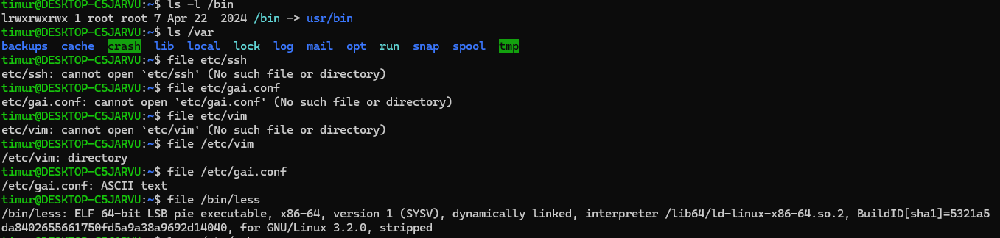 timur@DESKTOP-C5JARVU:~$ ls -l /bin
lrwxrwxrwx 1 root root 7 Apr 22  2024 /bin -> usr/bin
timur@DESKTOP-C5JARVU:~$ ls /var
backups  cache  crash  lib  local  lock  log  mail  opt  run  snap  spool  tmp
timur@DESKTOP-C5JARVU:~$ file etc/ssh
etc/ssh: cannot open `etc/ssh' (No such file or directory)
timur@DESKTOP-C5JARVU:~$ file etc/gai.conf
etc/gai.conf: cannot open `etc/gai.conf' (No such file or directory)
timur@DESKTOP-C5JARVU:~$ file etc/vim
etc/vim: cannot open `etc/vim' (No such file or directory)
timur@DESKTOP-C5JARVU:~$ file /etc/vim
/etc/vim: directory
timur@DESKTOP-C5JARVU:~$ file /etc/gai.conf
/etc/gai.conf: ASCII text
timur@DESKTOP-C5JARVU:~$ file /bin/less
/bin/less: ELF 64-bit LSB pie executable, x86-64, version 1 (SYSV), dynamically linked, interpreter /lib64/ld-linux-x86-64.so.2, BuildID[sha1]=5321a5
da8402655661750fd5a9a38a9692d14040, for GNU/Linux 3.2.0, stripped